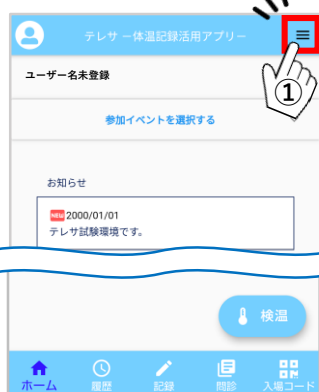 テレサ −体温記録活用アプリ−
①
ユーザー名未登録
参加イベントを選択する
お知らせ
NEW 2000/01/01
テレサ試験環境です。
検温
ホーム 履歴 記録 問診 入場コード